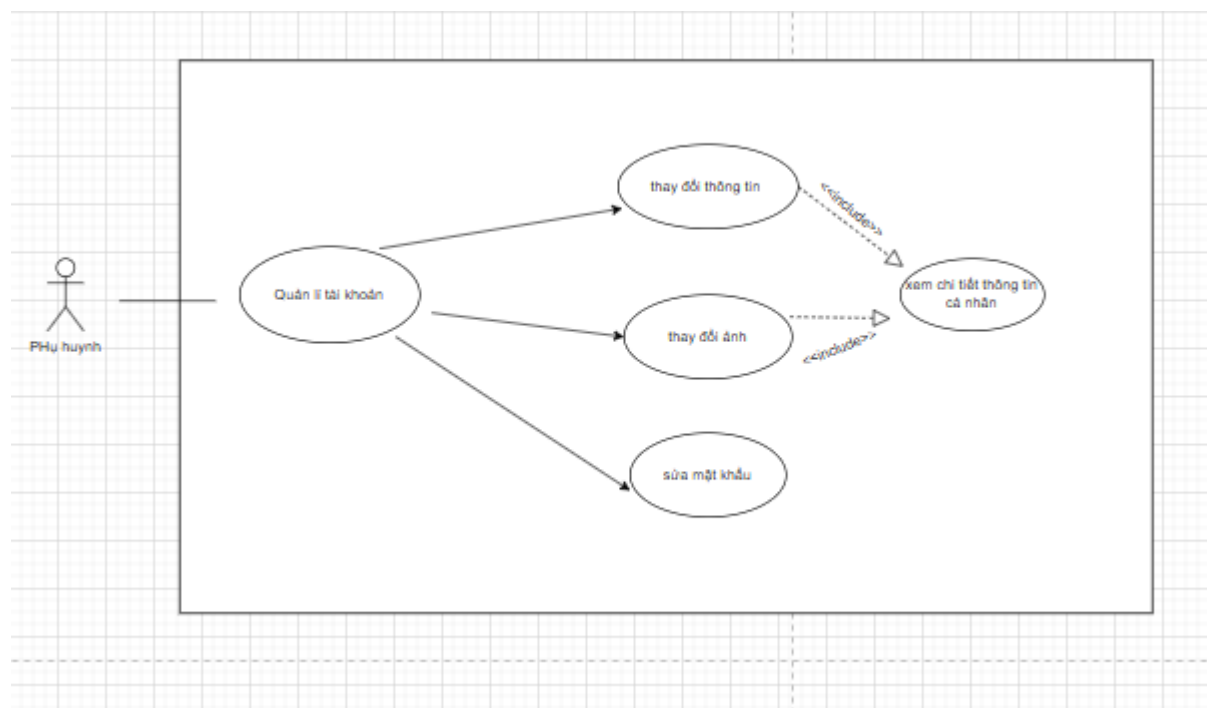 thay đổi thông tin
<<include>>
Quản lí tài khoản
xem chi tiết thông tin
cá nhân
thay đổi ảnh
<<include>>
PHụ huynh
sửa mật khẩu